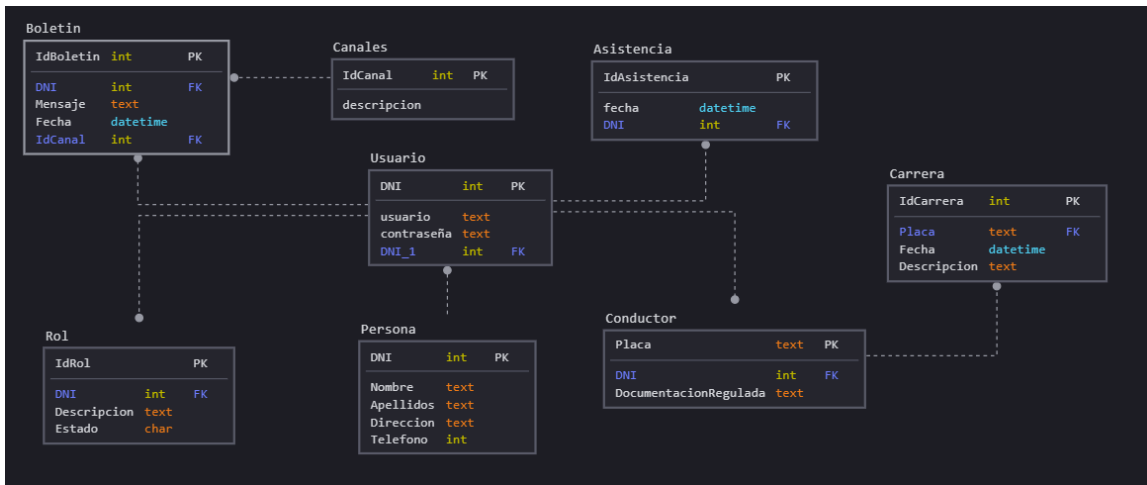 Boletin
IdBoletin int PK
DNI int FK
Mensaje text
Fecha datetime
IdCanal int FK
Canales
IdCanal int PK
descripcion
Asistencia
IdAsistencia PK
fecha datetime
DNI int FK
Usuario
DNI int PK
usuario text
contraseña text
DNI_1 int FK
Carrera
IdCarrera int PK
Placa text FK
Fecha datetime
Descripcion text
Rol
IdRol PK
DNI int FK
Descripcion text
Estado char
Persona
DNI int PK
Nombre text
Apellidos text
Direccion text
Telefono int
Conductor
Placa text PK
DNI int FK
DocumentacionRegulada text